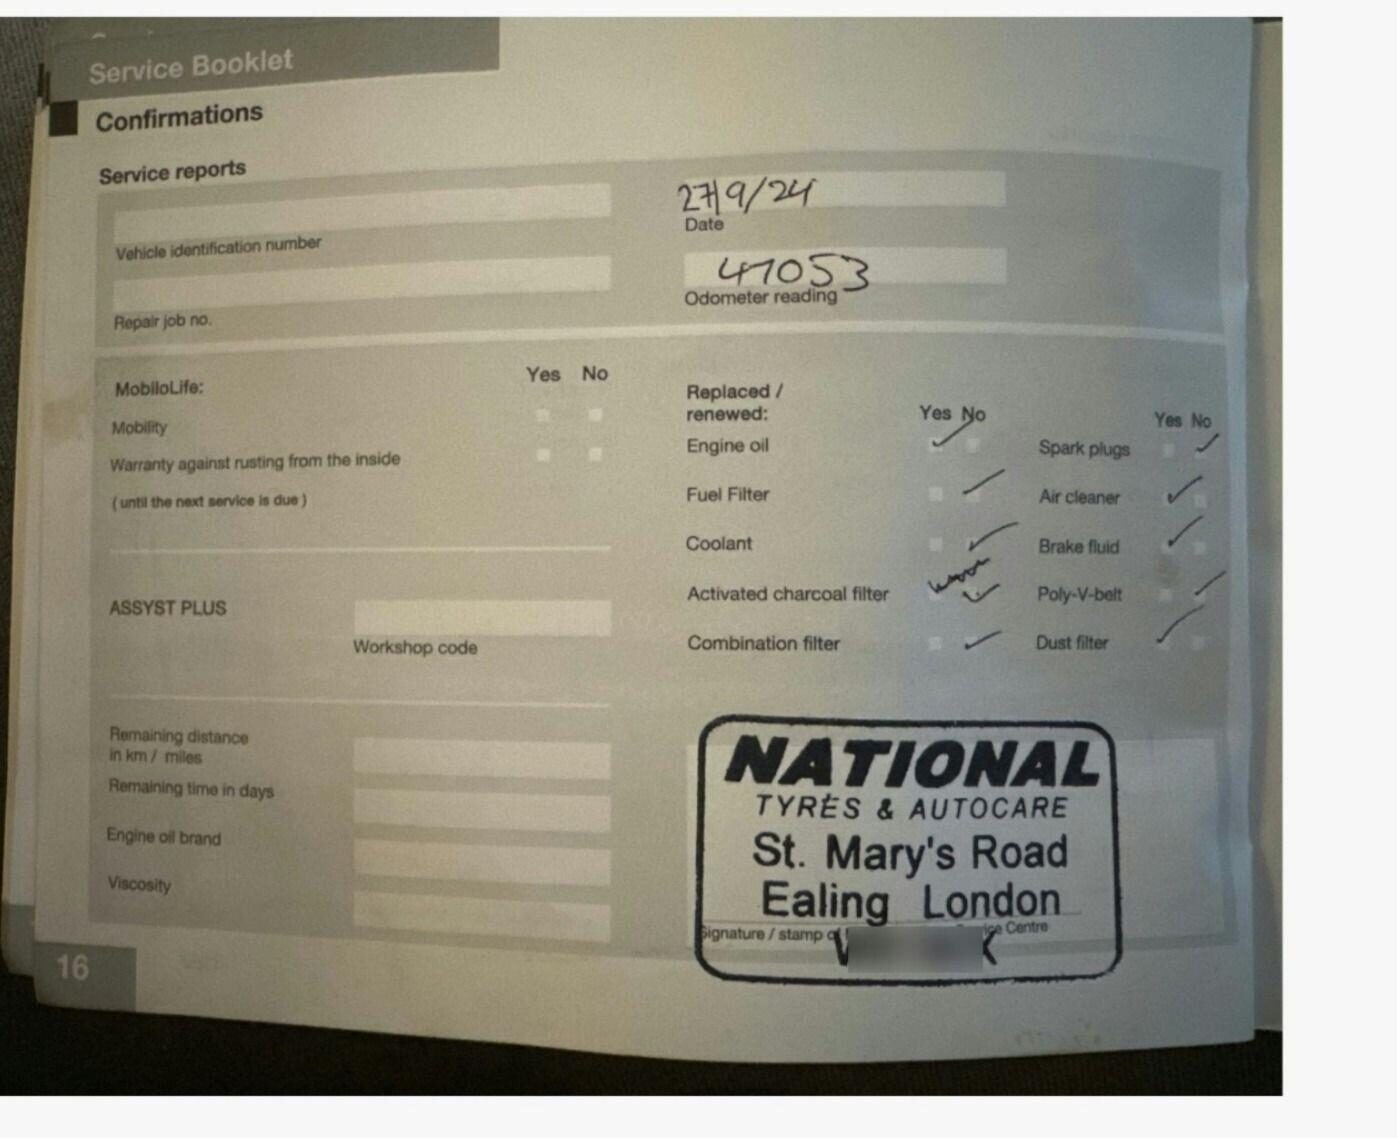 Service Booklet
Confirmations
Service reports
27/9/24
Vehicle identification number
Date
47053
Repair job no.
Odometer reading
MobiloLife:
Yes No
Mobility
Warranty against rusting from the inside
( until the next service is due )
Replaced /
renewed:
Yes No
Yes No
Engine oil
Spark plugs
Fuel Filter
Air cleaner
Coolant
Brake fluid
Activated charcoal filter
Poly-V-belt
Combination filter
Dust filter
ASSYST PLUS
Workshop code
Remaining distance
in km / miles
Remaining time in days
Engine oil brand
Viscosity
NATIONAL
TYRES & AUTOCARE
St. Mary's Road
Ealing London
Signature / stamp
Centre
16